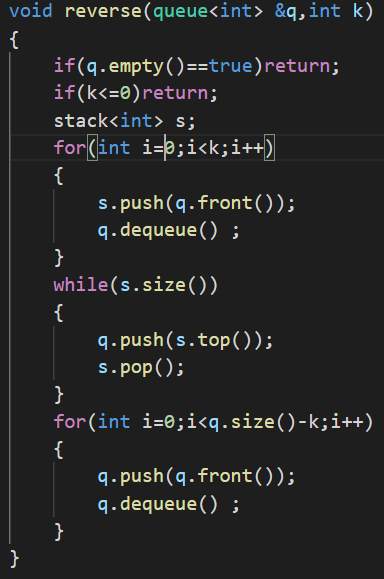 void reverse(queue<int> &q,int k)
{
    if(q.empty()==true)return;
    if(k<=0)return;
    stack<int> s;
    for(int i=0;i<k;i++)
    {
        s.push(q.front());
        q.dequeue() ;
    }
    while(s.size())
    {
        q.push(s.top());
        s.pop();
    }
    for(int i=0;i<q.size()-k;i++)
    {
        q.push(q.front());
        q.dequeue() ;
    }
}